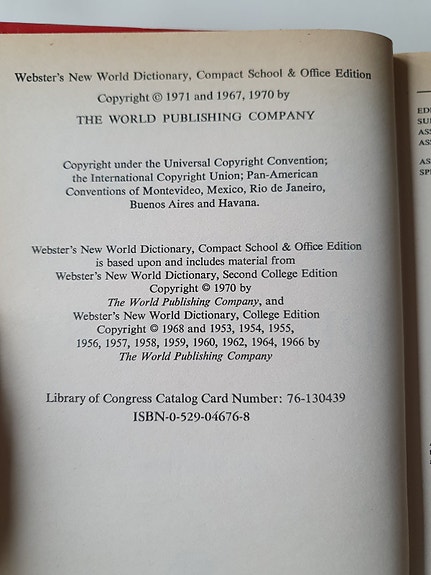 Webster's New World Dictionary, Compact School & Office Edition
Copyright © 1971 and 1967, 1970 by
THE WORLD PUBLISHING COMPANY
Copyright under the Universal Copyright Convention;
the International Copyright Union; Pan-American
Conventions of Montevideo, Mexico, Rio de Janeiro,
Buenos Aires and Havana.
Webster's New World Dictionary, Compact School & Office Edition
is based upon and includes material from
Webster's New World Dictionary, Second College Edition
Copyright © 1970 by
The World Publishing Company, and
Webster's New World Dictionary, College Edition
Copyright © 1968 and 1953, 1954, 1955,
1956, 1957, 1958, 1959, 1960, 1962, 1964, 1966 by
The World Publishing Company
Library of Congress Catalog Card Number: 76-130439
ISBN-0-529-04676-8